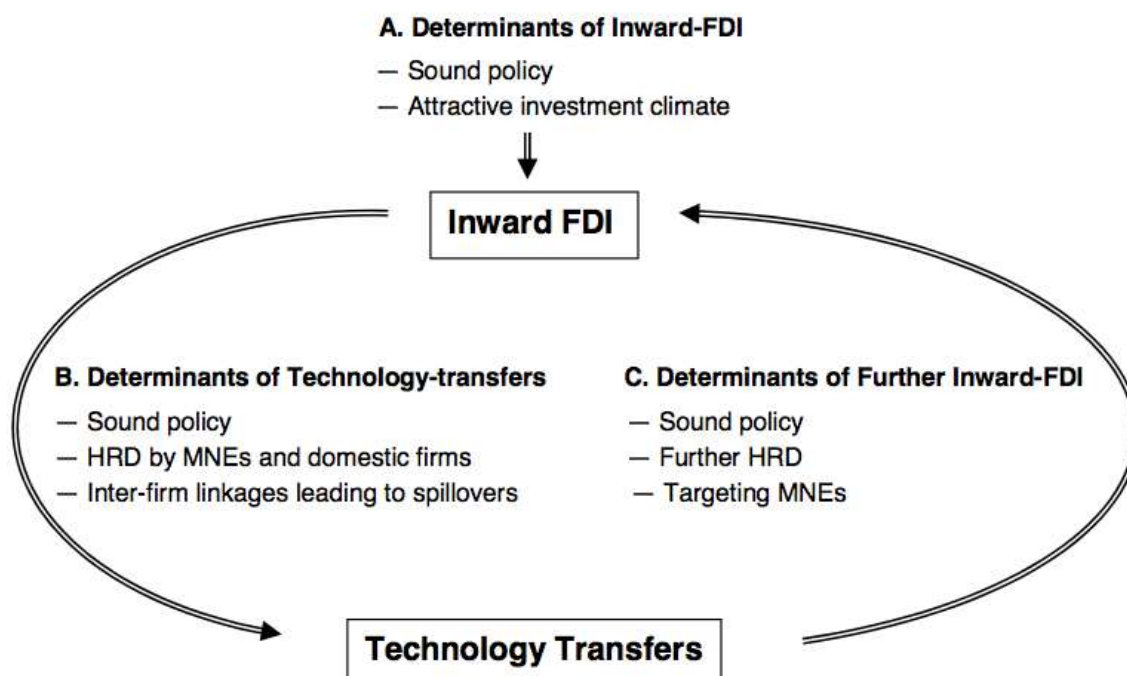 A. Determinants of Inward-FDI
— Sound policy
— Attractive investment climate
Inward FDI
B. Determinants of Technology-transfers
— Sound policy
— HRD by MNEs and domestic firms
— Inter-firm linkages leading to spillovers
C. Determinants of Further Inward-FDI
— Sound policy
— Further HRD
— Targeting MNEs
Technology Transfers